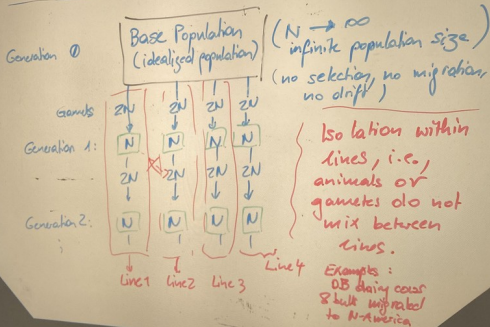 Base Population
(idealized population)
(N → ∞
infinite population size)
(no selection, no migration,
no drift)
Generation 0
Gamets 2N 2N 2N 2N
Generation 1: N N N N
2N 2N 2N 2N
Generation 2: N N N N
Line 1 Line 2 Line 3 Line 4
Isolation within
lines, i.e.,
animals or
gametes do not
mix between
lines.
Examples:
dairy cows
8 bulls migrated
to N-America